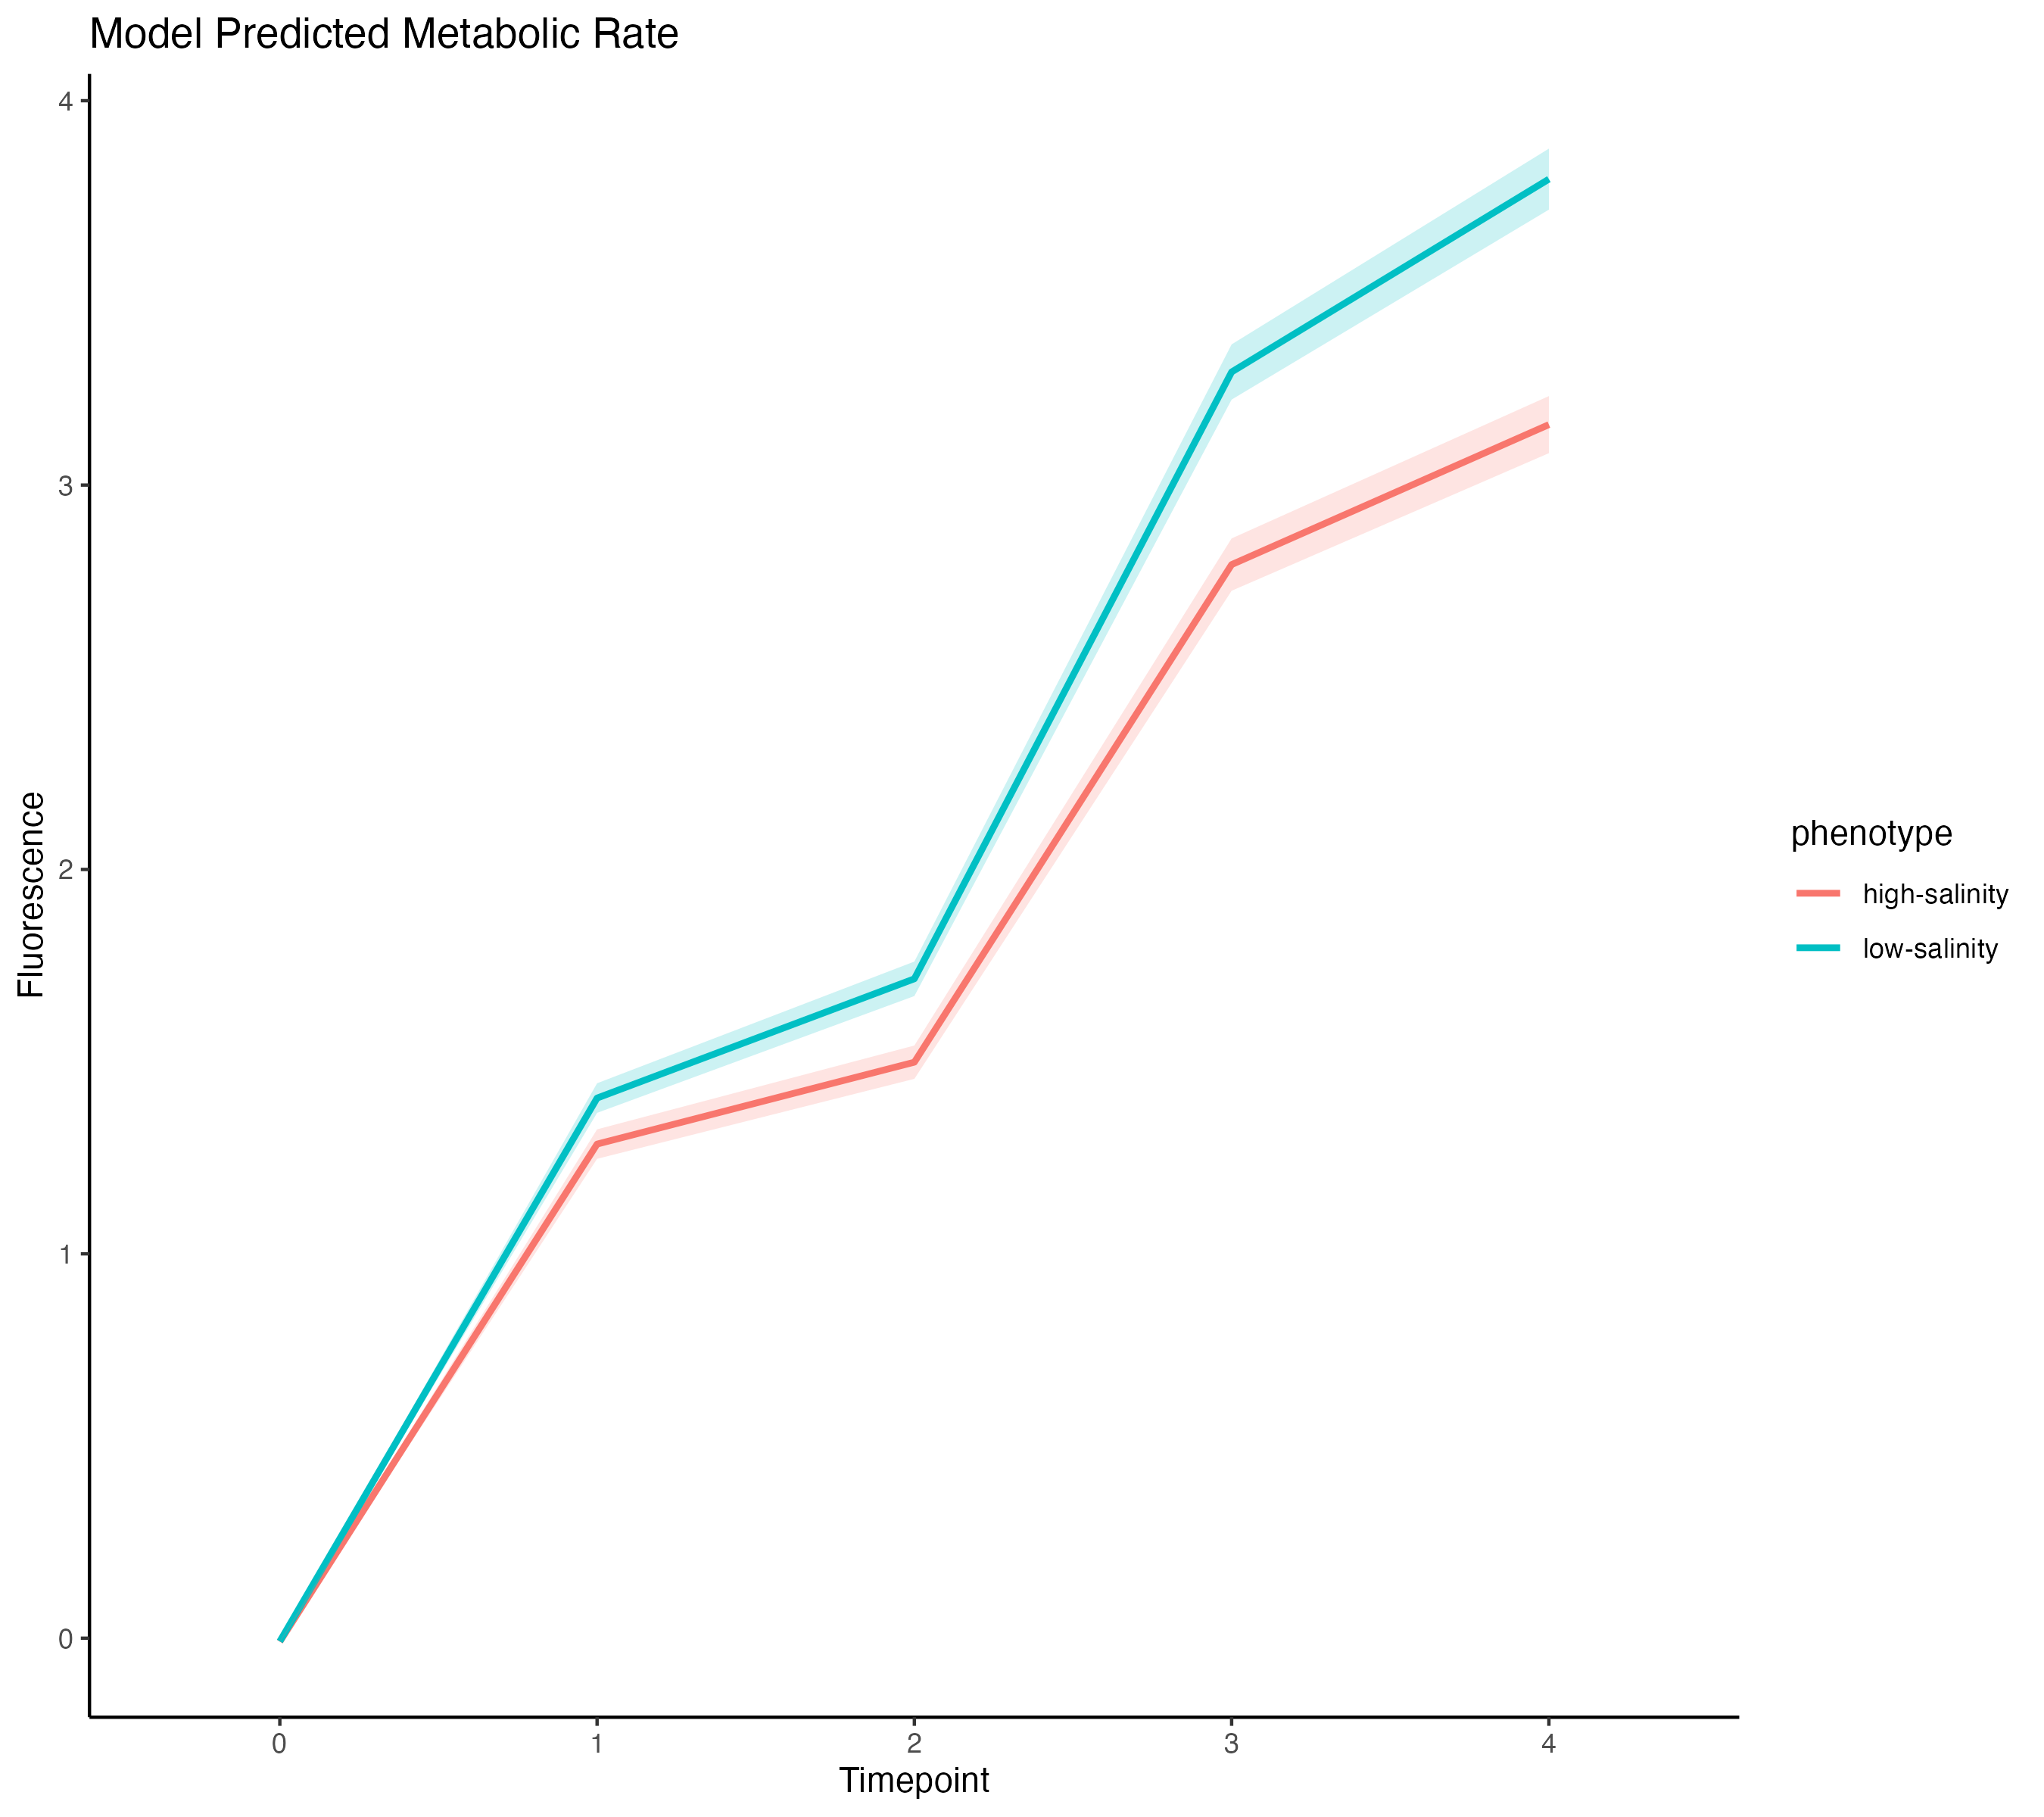 Model Predicted Metabolic Rate
4
3
2
1
0
Fluorescence
0 1 2 3 4
Timepoint
phenotype
high-salinity
low-salinity